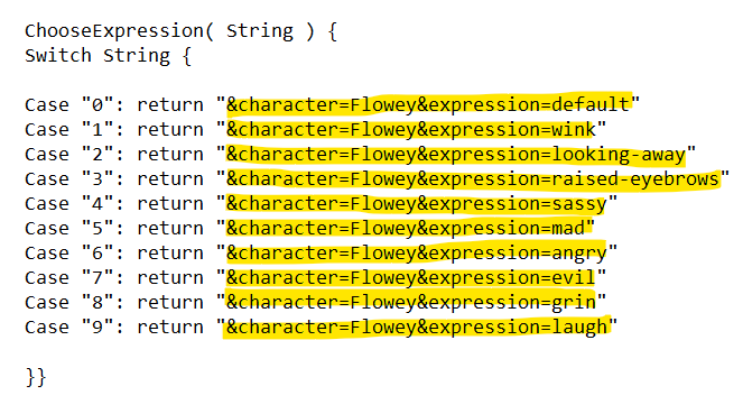 ChooseExpression( String ) {
Switch String {
Case "0": return "&character=Flowey&expression=default"
Case "1": return "&character=Flowey&expression=wink"
Case "2": return "&character=Flowey&expression=looking-away"
Case "3": return "&character=Flowey&expression=raised-eyebrows"
Case "4": return "&character=Flowey&expression=sassy"
Case "5": return "&character=Flowey&expression=mad"
Case "6": return "&character=Flowey&expression=angry"
Case "7": return "&character=Flowey&expression=evil"
Case "8": return "&character=Flowey&expression=grin"
Case "9": return "&character=Flowey&expression=laugh"
}}